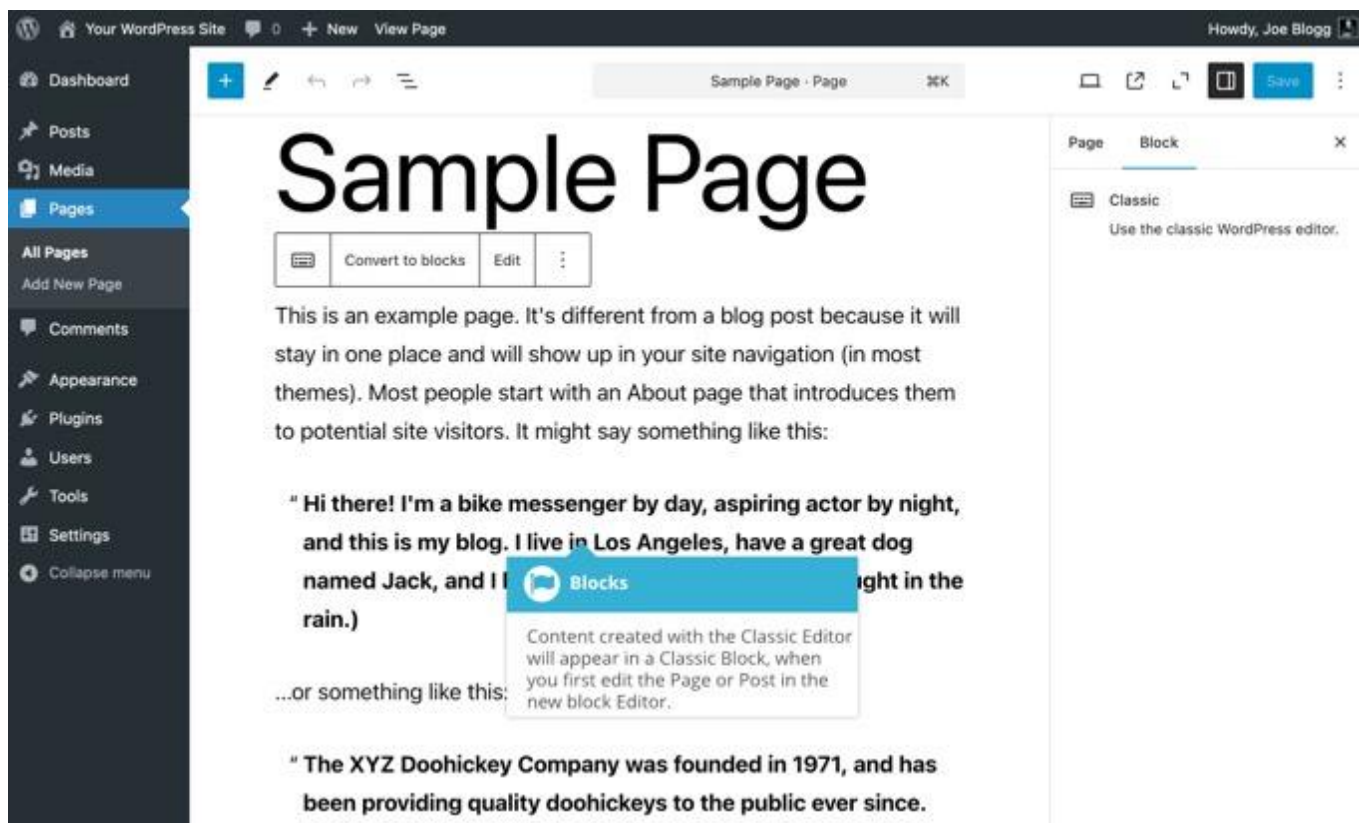 Your WordPress Site 0 + New View Page Howdy, Joe Blogg
Dashboard
Posts
Media
Pages
All Pages
Add New Page
Comments
Appearance
Plugins
Users
Tools
Settings
Collapse menu
Sample Page · Page ⌘K Save
Sample Page
Convert to blocks Edit
This is an example page. It's different from a blog post because it will
stay in one place and will show up in your site navigation (in most
themes). Most people start with an About page that introduces them
to potential site visitors. It might say something like this:
“ Hi there! I'm a bike messenger by day, aspiring actor by night,
and this is my blog. I live in Los Angeles, have a great dog
named Jack, and I ght in the
rain.)
Blocks
Content created with the Classic Editor
will appear in a Classic Block, when
you first edit the Page or Post in the
new block Editor.
...or something like this:
“ The XYZ Doohickey Company was founded in 1971, and has
been providing quality doohickeys to the public ever since.
Page Block
Classic
Use the classic WordPress editor.